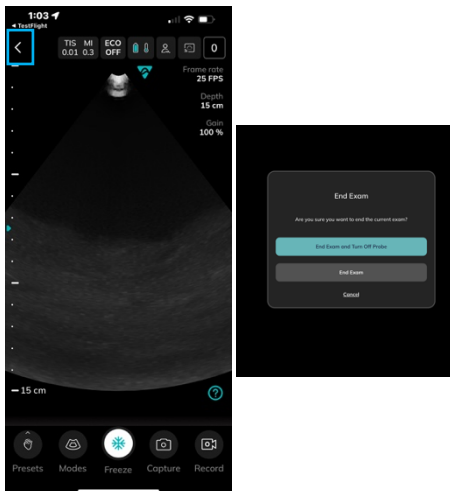 1:03
◂ TestFlight
TIS MI
0.01 0.3
ECO
OFF
0
Frame rate
25 FPS
Depth
15 cm
Gain
100 %
15 cm
?
Presets
Modes
Freeze
Capture
Record
End Exam
Are you sure you want to end the current exam?
End Exam and Turn Off Probe
End Exam
Cancel